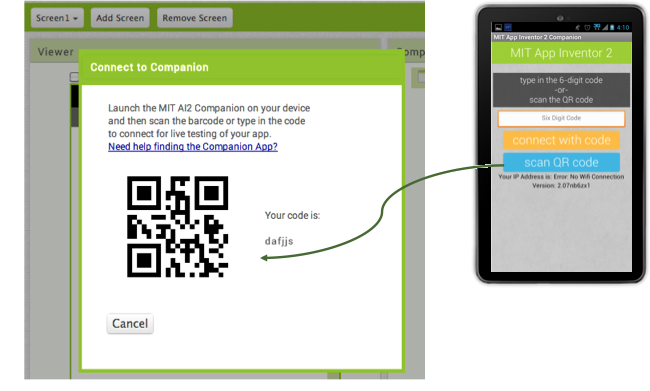 Screen1
Add Screen
Remove Screen
Viewer
Comp
Connect to Companion
Launch the MIT AI2 Companion on your device
and then scan the barcode or type in the code
to connect for live testing of your app.
Need help finding the Companion App?
Your code is:
dafjjs
Cancel
4:10
MIT App Inventor 2 Companion
MIT App Inventor 2
type in the 6-digit code
-or-
scan the QR code
Six Digit Code
connect with code
scan QR code
Your IP Address is: Error: No Wifi Connection
Version: 2.07nb6zx1